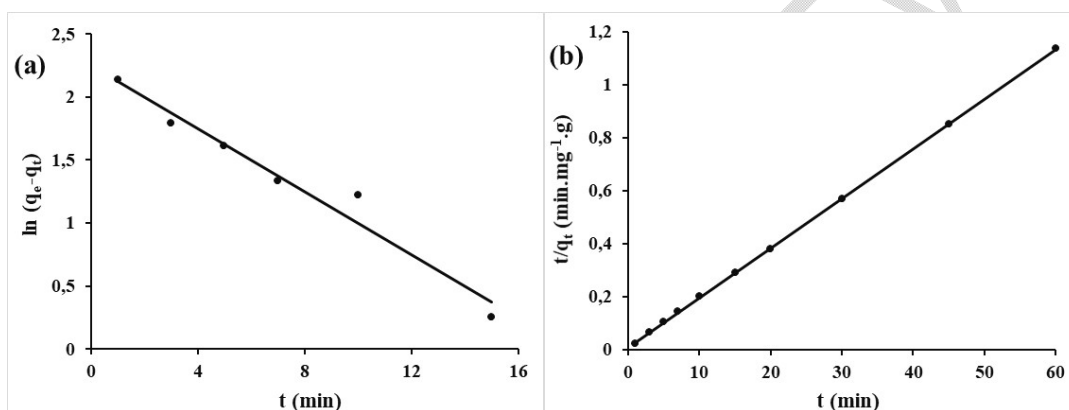 (a)
2,5
2
1,5
1
0,5
0
ln (qe-qt)
0 4 8 12 16
t (min)
(b)
1,2
1
0,8
0,6
0,4
0,2
0
t/qt (min.mg-1.g)
0 10 20 30 40 50 60
t (min)